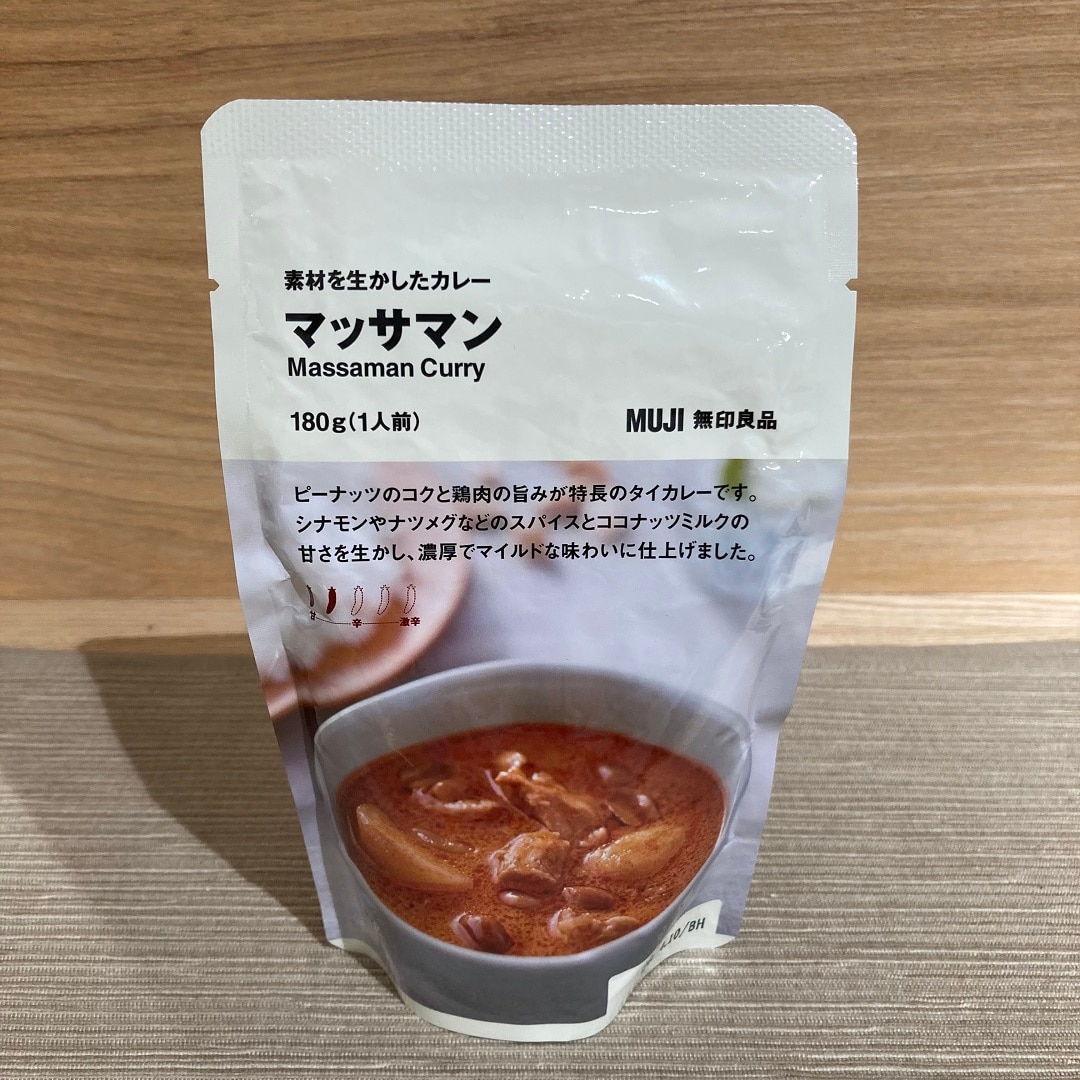 素材を生かしたカレー
マッサマン
Massaman Curry
180g(1人前)
MUJI 無印良品
ピーナッツのコクと鶏肉の旨みが特長のタイカレーです。
シナモンやナツメグなどのスパイスとココナッツミルクの
甘さを生かし、濃厚でマイルドな味わいに仕上げました。
辛 激辛
10/BH